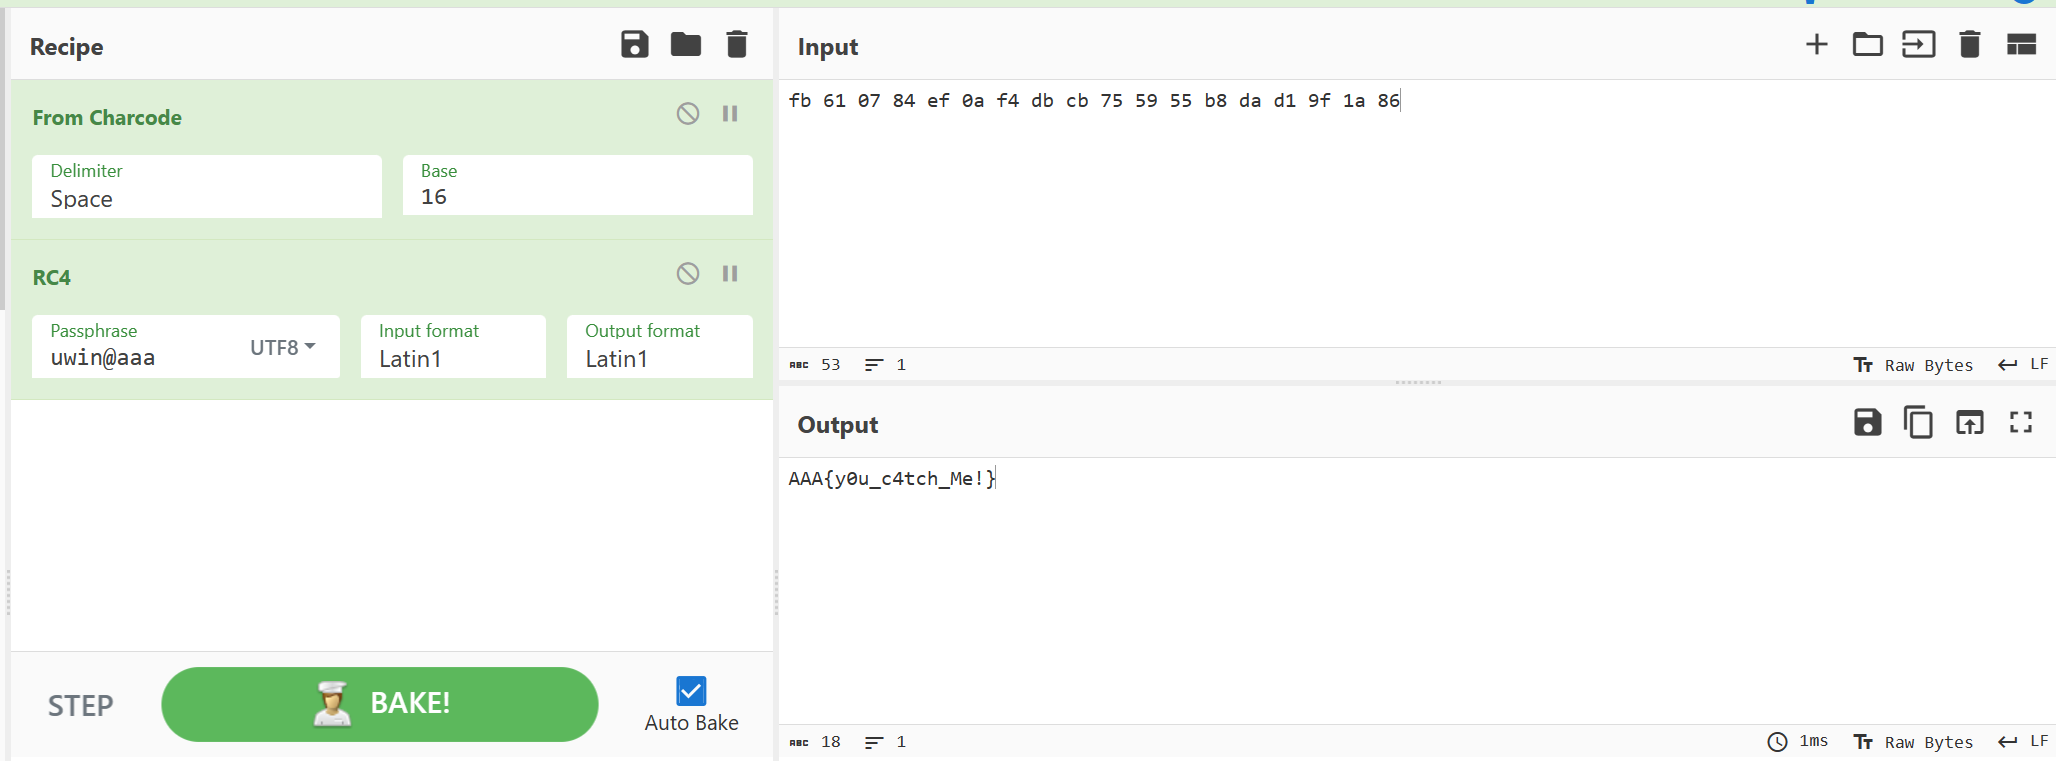 Recipe
From Charcode
Delimiter
Space
Base
16
RC4
Passphrase
uwin@aaa
UTF8
Input format
Latin1
Output format
Latin1
STEP
BAKE!
Auto Bake
Input
fb 61 07 84 ef 0a f4 db cb 75 59 55 b8 da d1 9f 1a 86
ABC 53 1 Tт Raw Bytes LF
Output
AAA{y0u_c4tch_Me!}
ABC 18 1 1ms Tт Raw Bytes LF